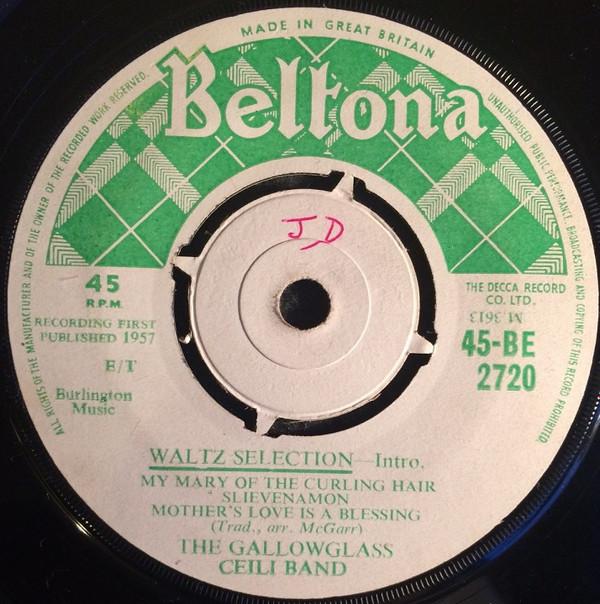 MADE IN GREAT BRITAIN
Beltona
ALL RIGHTS OF THE MANUFACTURER AND OF THE OWNER OF THE RECORDED WORK RESERVED.
UNAUTHORISED PUBLIC PERFORMANCE, BROADCASTING AND COPYING OF THIS RECORD PROHIBITED.
J D
45
R.P.M.
RECORDING FIRST
PUBLISHED 1957
E/T
Burlington
Music
THE DECCA RECORD
CO. LTD.
M 3613
45-BE
2720
WALTZ SELECTION—Intro.
MY MARY OF THE CURLING HAIR
SLIEVENAMON
MOTHER'S LOVE IS A BLESSING
(Trad., arr. McGarr)
THE GALLOWGLASS
CEILI BAND